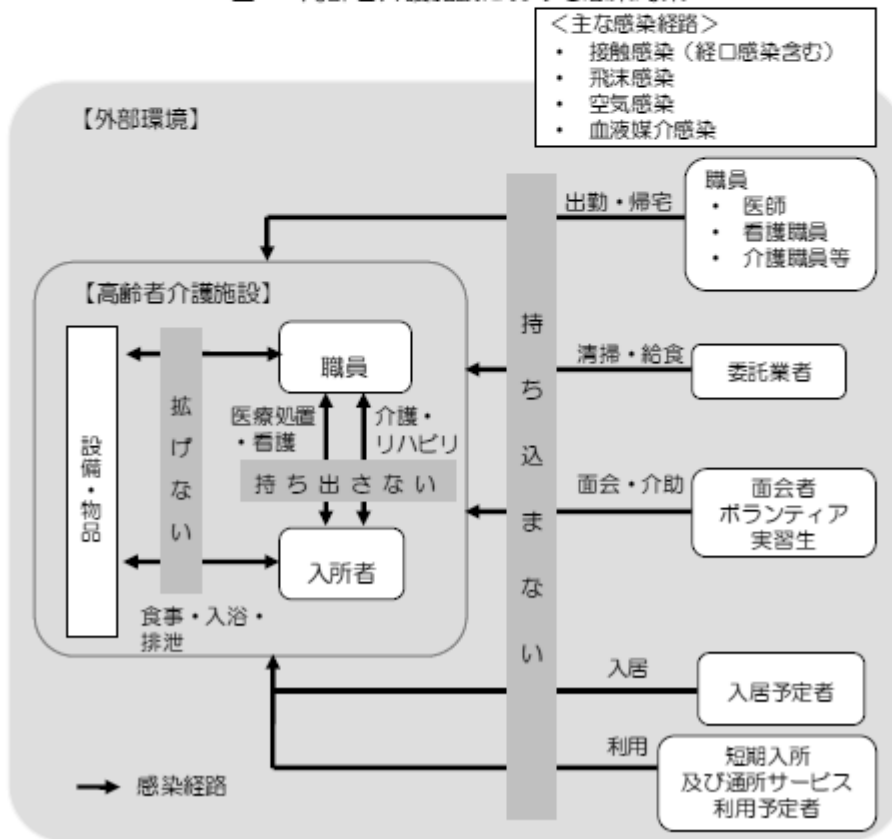 ＜主な感染経路＞
・ 接触感染（経口感染含む）
・ 飛沫感染
・ 空気感染
・ 血液媒介感染
【外部環境】
職員
・ 医師
・ 看護職員
・ 介護職員等
出勤・帰宅
【高齢者介護施設】
持ち込まない
職員
清掃・給食
委託業者
拡げない
医療処置
・看護
介護・
リハビリ
設備・物品
持ち出さない
面会・介助
面会者
ボランティア
実習生
入所者
食事・入浴・
排泄
入居
入居予定者
利用
短期入所
及び通所サービス
利用予定者
感染経路